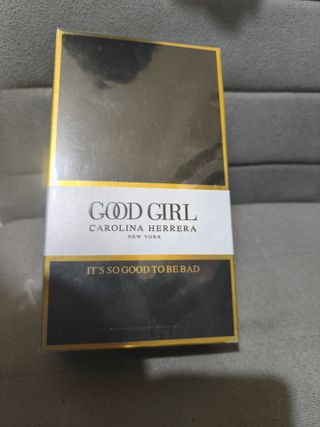 GOOD GIRL
CAROLINA HERRERA
NEW YORK
IT'S SO GOOD TO BE BAD